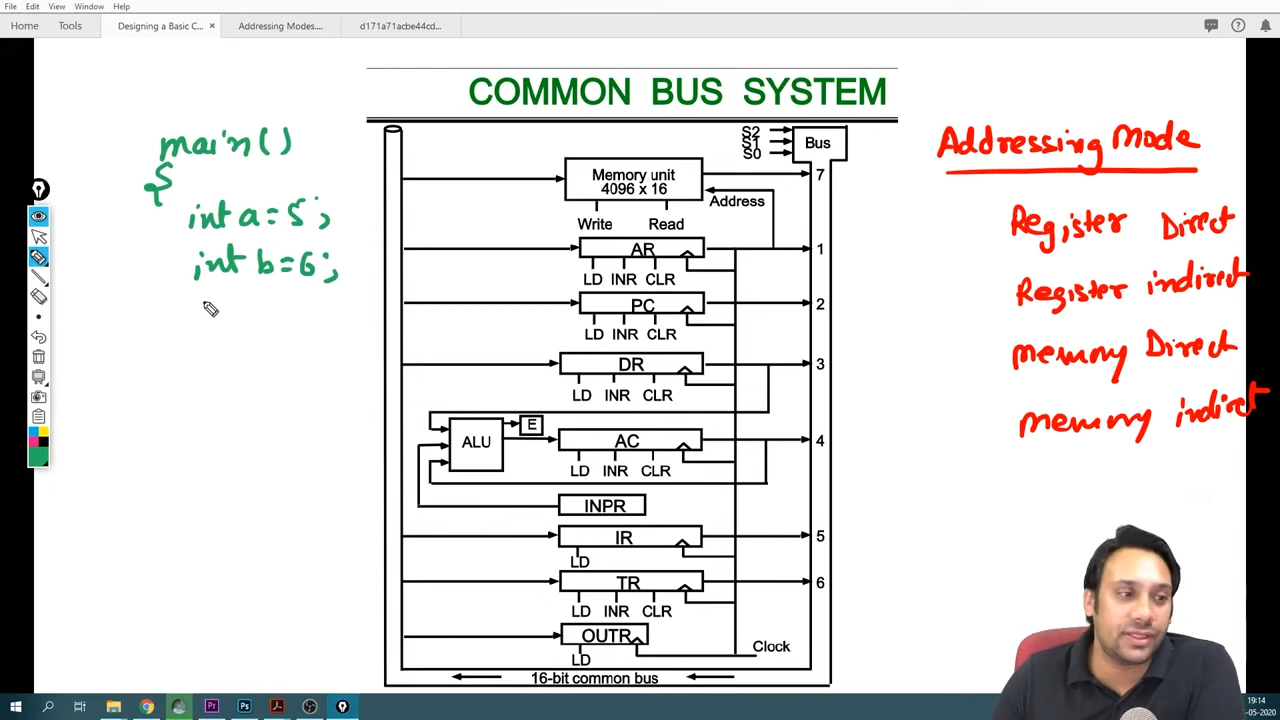 File Edit View Window Help
Home Tools Designing a Basic C... × Addressing Modes.... d171a71acbe44cd...
COMMON BUS SYSTEM
main()
{
int a=5;
int b=6;
S2
S1
S0
Bus
Memory unit
4096 x 16
7
Address
Write Read
AR 1
LD INR CLR
PC 2
LD INR CLR
DR 3
LD INR CLR
E
ALU
AC 4
LD INR CLR
INPR
IR 5
LD
TR 6
LD INR CLR
OUTR
LD
Clock
16-bit common bus
Addressing Mode
Register Direct
Register indirect
memory Direct
memory indirect
19:14
-05-2020